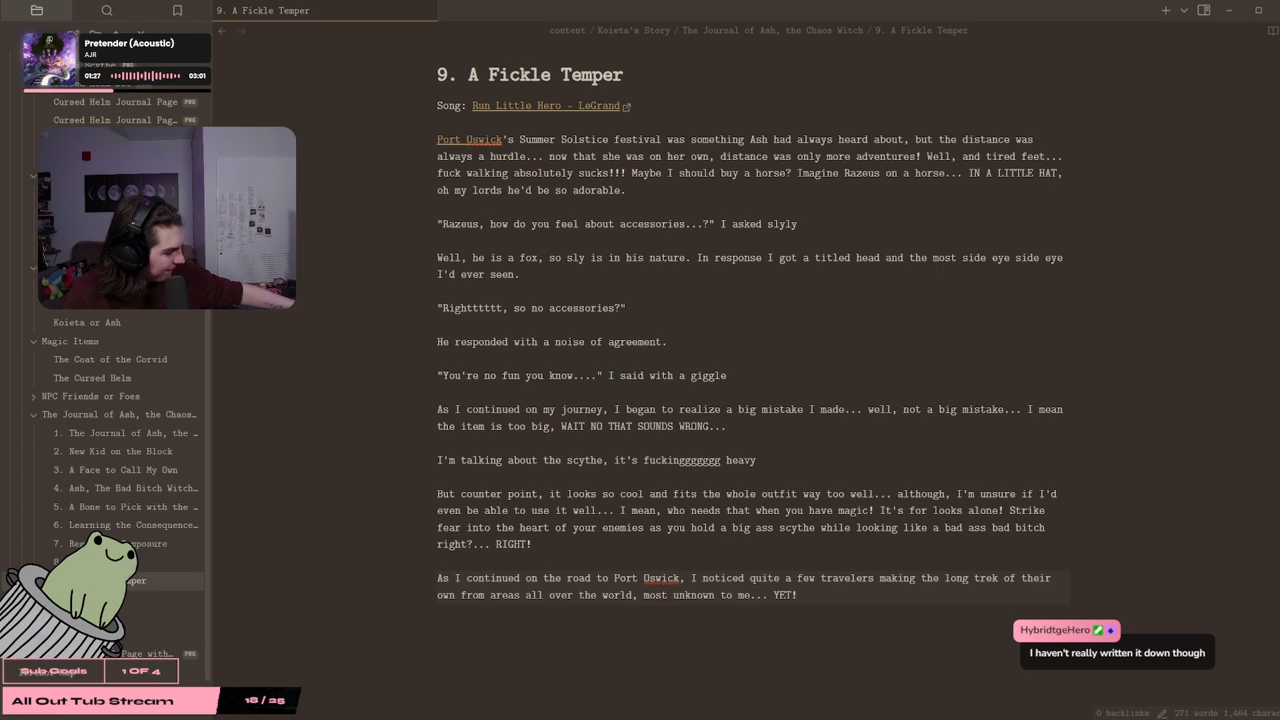 9. A Fickle Temper
content / Koieta's Story / The Journal of Ash, the Chaos Witch / 9. A Fickle Temper
Pretender (Acoustic)
AJR
01:27
03:01
Cursed Helm Journal Page PNG
Cursed Helm Journal Pag… PNG
Koieta or Ash
Magic Items
The Coat of the Corvid
The Cursed Helm
NPC Friends or Foes
The Journal of Ash, the Chaos…
1. The Journal of Ash, the …
2. New Kid on the Block
3. A Face to Call My Own
4. Ash, The Bad Bitch Witch…
5. A Bone to Pick with the …
6. Learning the Consequence…
Page with… PNG
Sub Goals
1 OF 4
All Out Tub Stream
18 / 25
9. A Fickle Temper
Song: Run Little Hero - LeGrand
Port Oswick's Summer Solstice festival was something Ash had always heard about, but the distance was
always a hurdle... now that she was on her own, distance was only more adventures! Well, and tired feet...
fuck walking absolutely sucks!!! Maybe I should buy a horse? Imagine Razeus on a horse... IN A LITTLE HAT,
oh my lords he'd be so adorable.
"Razeus, how do you feel about accessories...?" I asked slyly
Well, he is a fox, so sly is in his nature. In response I got a titled head and the most side eye side eye
I'd ever seen.
"Rightttttt, so no accessories?"
He responded with a noise of agreement.
"You're no fun you know...." I said with a giggle
As I continued on my journey, I began to realize a big mistake I made... well, not a big mistake... I mean
the item is too big, WAIT NO THAT SOUNDS WRONG...
I'm talking about the scythe, it's fuckinggggggg heavy
But counter point, it looks so cool and fits the whole outfit way too well... although, I'm unsure if I'd
even be able to use it well... I mean, who needs that when you have magic! It's for looks alone! Strike
fear into the heart of your enemies as you hold a big ass scythe while looking like a bad ass bad bitch
right?... RIGHT!
As I continued on the road to Port Oswick, I noticed quite a few travelers making the long trek of their
own from areas all over the world, most unknown to me... YET!
HybridtgeHero
I haven't really written it down though
0 backlinks
271 words 1,464 chara